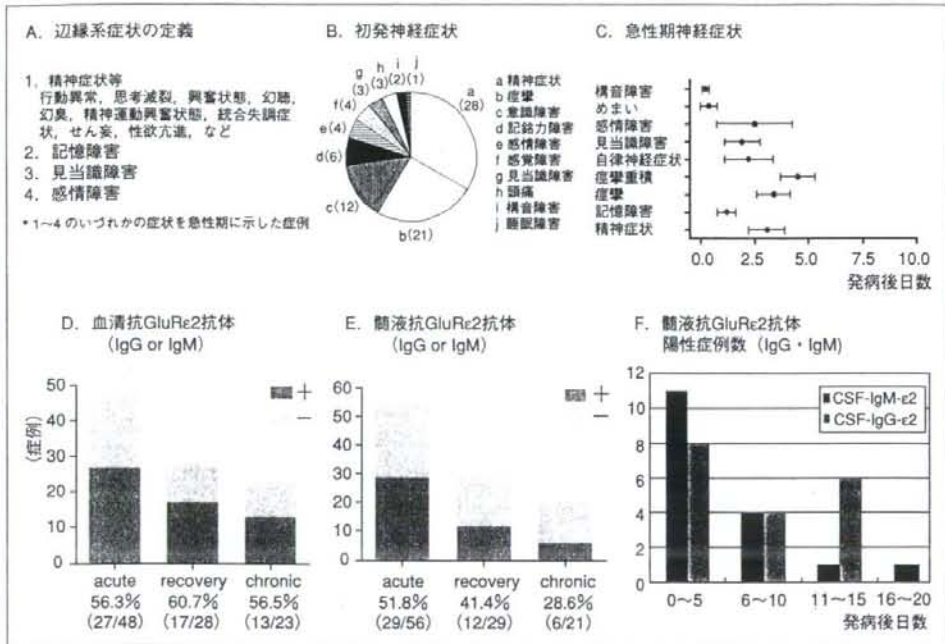 A. 辺縁系症状の定義
1. 精神症状等
行動異常, 思考滅裂, 興奮状態, 幻聴,
幻臭, 精神運動興奮状態, 統合失調症
状, せん妄, 性欲亢進, など
2. 記憶障害
3. 見当識障害
4. 感情障害
* 1〜4 のいづれかの症状を急性期に示した症例
B. 初発神経症状
a
(28)
b(21)
c(12)
d(6)
e(4)
f(4)
g
(3)
h
(3)
i
(2)
j
(1)
a 精神症状
b 痙攣
c 意識障害
d 記銘力障害
e 感情障害
f 感覚障害
g 見当識障害
h 頭痛
i 構音障害
j 睡眠障害
C. 急性期神経症状
構音障害
めまい
感情障害
見当識障害
自律神経症状
痙攣重積
痙攣
記憶障害
精神症状
0.0 2.5 5.0 7.5 10.0
発病後日数
D. 血清抗GluRε2抗体
(IgG or IgM)
+
−
(症例)
50
40
30
20
10
0
acute recovery chronic
56.3% 60.7% 56.5%
(27/48) (17/28) (13/23)
E. 髄液抗GluRε2抗体
(IgG or IgM)
+
−
60
50
40
30
20
10
0
acute recovery chronic
51.8% 41.4% 28.6%
(29/56) (12/29) (6/21)
F. 髄液抗GluRε2抗体
陽性症例数 (IgG・IgM)
CSF-IgM-ε2
CSF-IgG-ε2
12
10
8
6
4
2
0
0〜5 6〜10 11〜15 16〜20
発病後日数